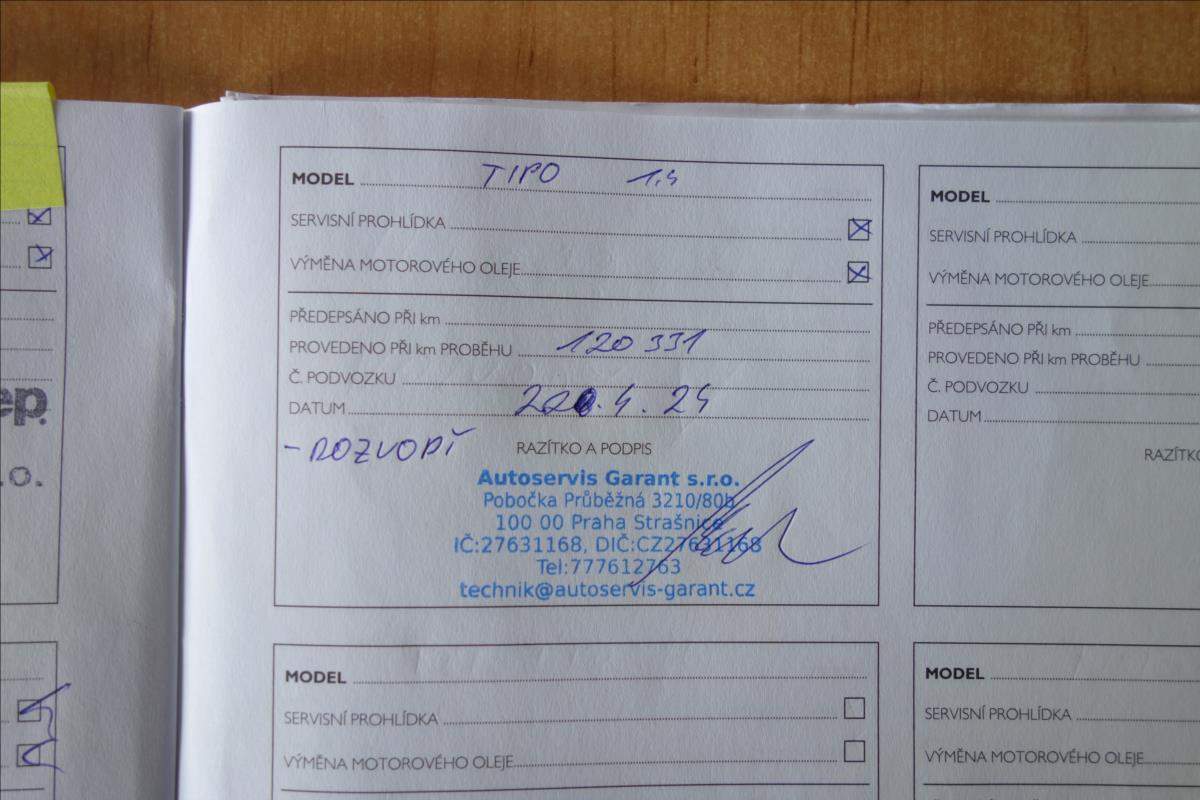 MODEL TIPO 1,4
SERVISNÍ PROHLÍDKA
VÝMĚNA MOTOROVÉHO OLEJE
PŘEDEPSÁNO PŘI km
PROVEDENO PŘI km PROBĚHU 120 331
Č. PODVOZKU
DATUM .4.24
- ROZVODY
RAZÍTKO A PODPIS
Autoservis Garant s.r.o.
Pobočka Průběžná 3210/80b
100 00 Praha Strašnice
IČ:27631168, DIČ:CZ27631168
Tel:777612763
technik@autoservis-garant.cz
MODEL
SERVISNÍ PROHLÍDKA
VÝMĚNA MOTOROVÉHO OLEJE
MODEL
SERVISNÍ PROHLÍDKA
VÝMĚNA MOTOROVÉHO OLEJE
PŘEDEPSÁNO PŘI km
PROVEDENO PŘI km PROBĚHU
Č. PODVOZKU
DATUM
MODEL
SERVISNÍ PROHLÍDKA
VÝMĚNA MOTOROVÉHO OLEJE